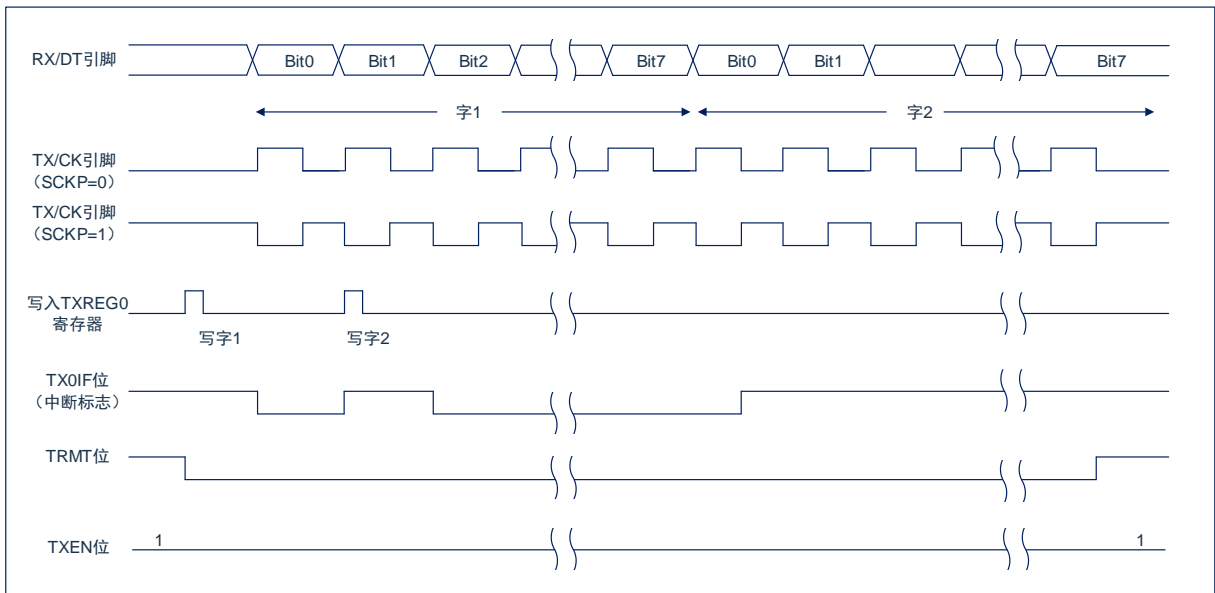 RX/DT引脚
Bit0 Bit1 Bit2 Bit7 Bit0 Bit1 Bit7
字1 字2
TX/CK引脚
（SCKP=0）
TX/CK引脚
（SCKP=1）
写入TXREG0
寄存器
写字1 写字2
TX0IF位
（中断标志）
TRMT位
TXEN位 1 1